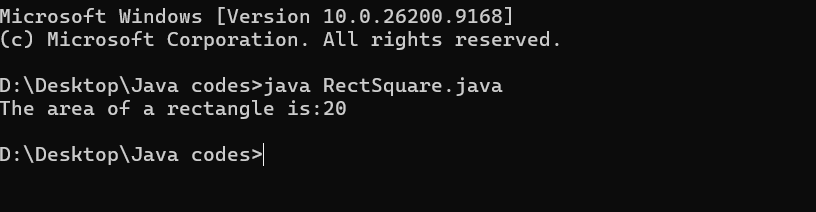 Microsoft Windows [Version 10.0.26200.9168]
(c) Microsoft Corporation. All rights reserved.
D:\Desktop\Java codes>java RectSquare.java
The area of a rectangle is:20
D:\Desktop\Java codes>